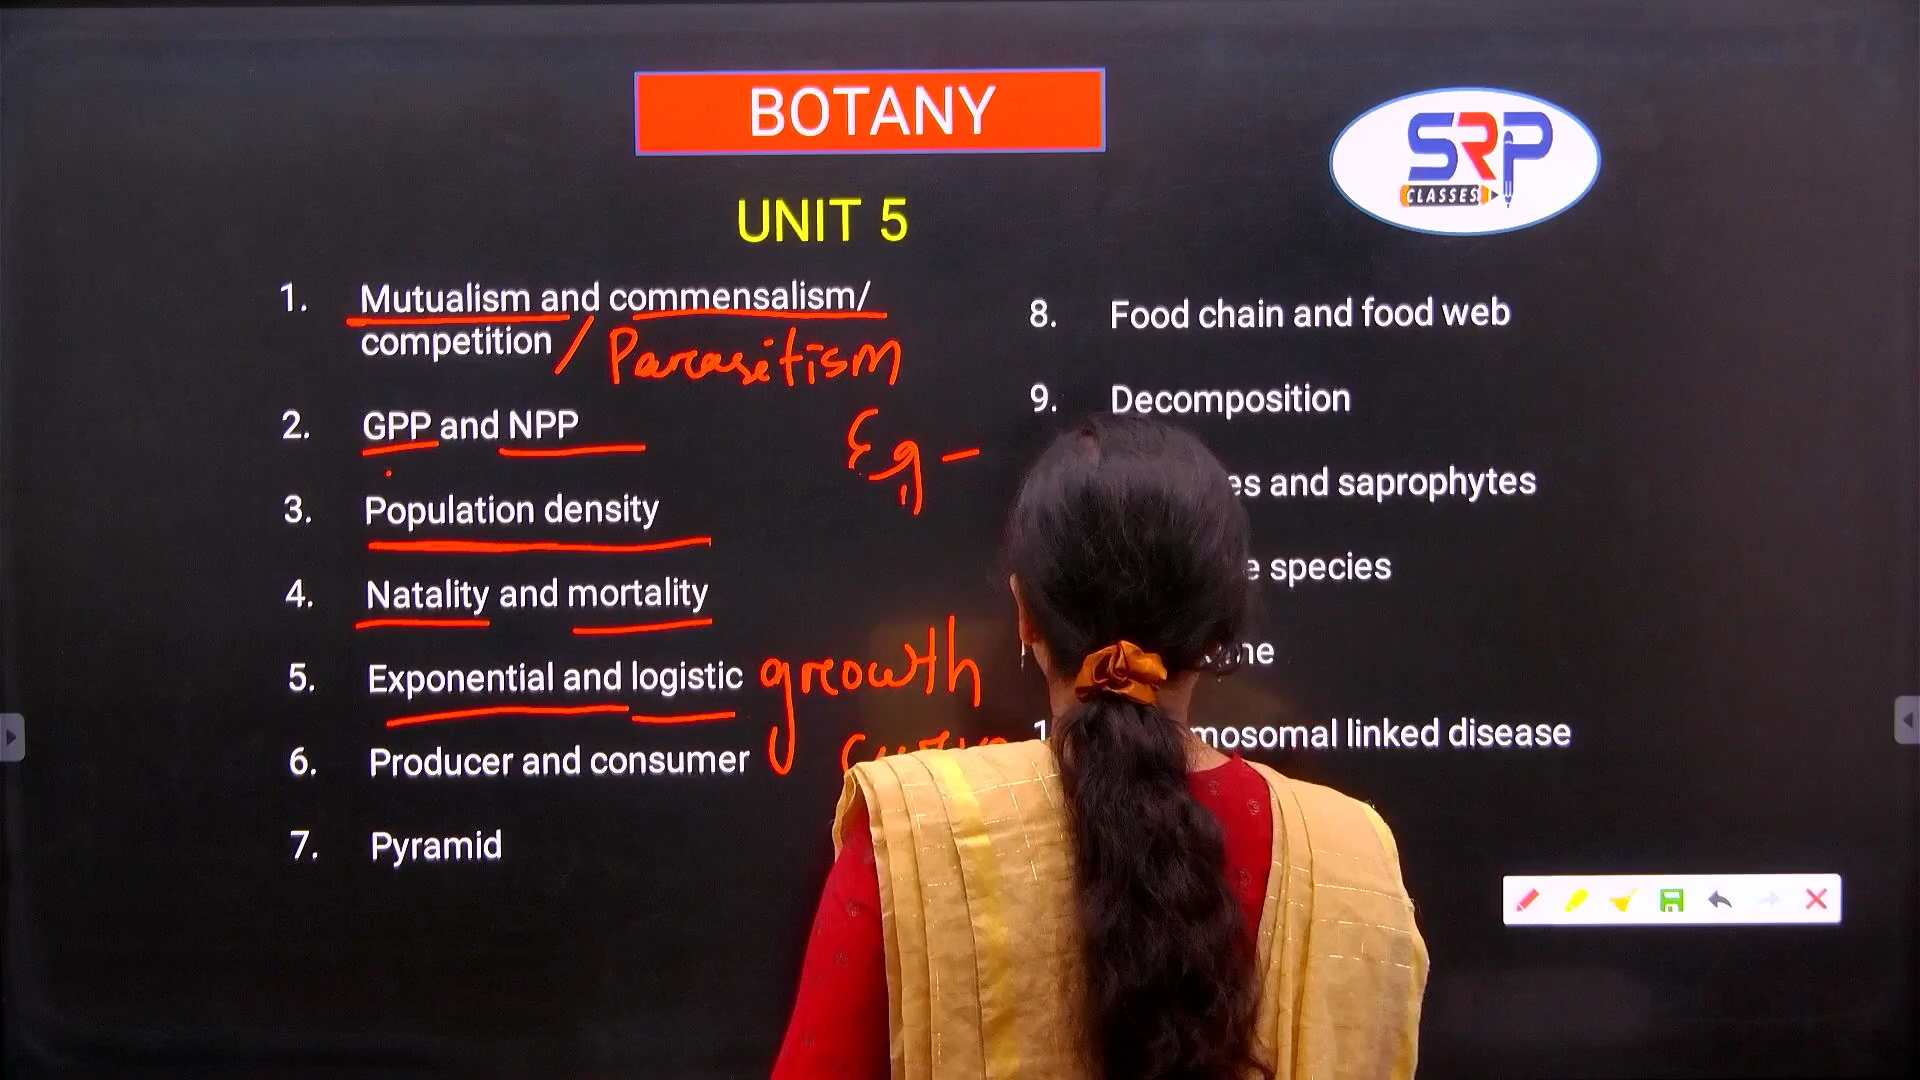 BOTANY
SRP
CLASSES
UNIT 5
1. Mutualism and commensalism/
competition / Parasitism
2. GPP and NPP
Eg -
3. Population density
4. Natality and mortality
5. Exponential and logistic growth
6. Producer and consumer
7. Pyramid
8. Food chain and food web
9. Decomposition
and saprophytes
species
linked disease